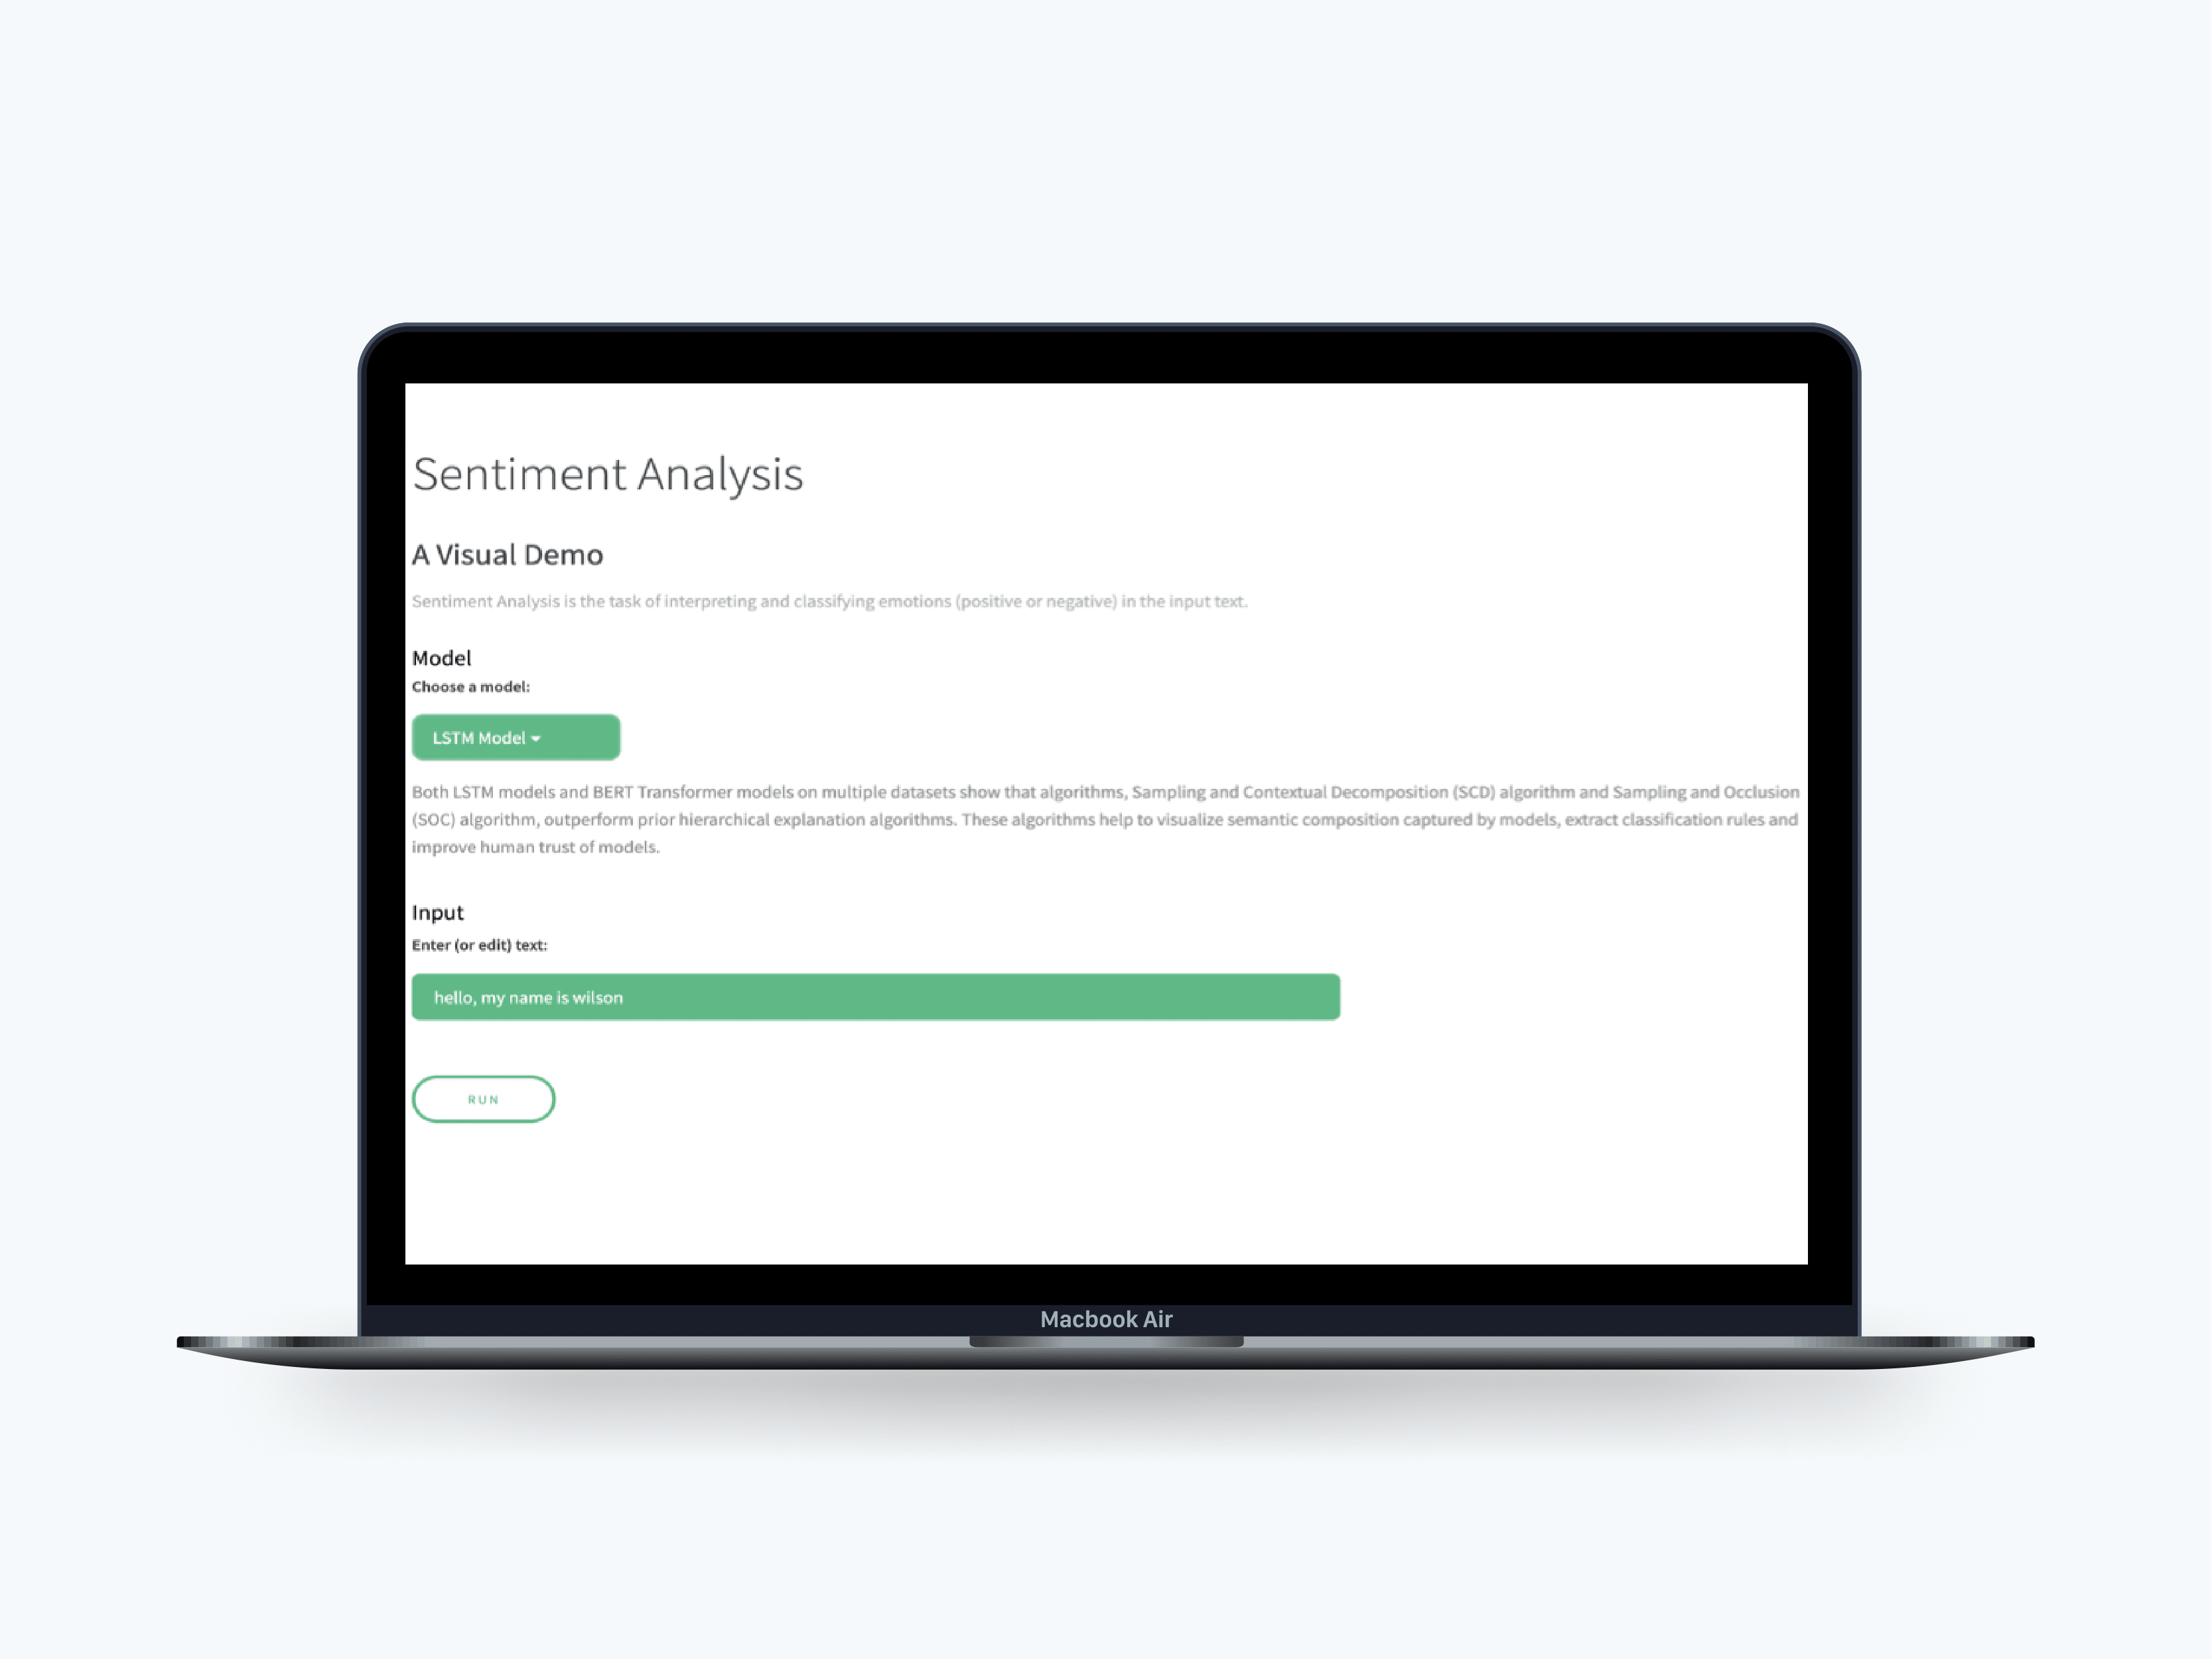 Sentiment Analysis
A Visual Demo
Sentiment Analysis is the task of interpreting and classifying emotions (positive or negative) in the input text.
Model
Choose a model:
LSTM Model
Both LSTM models and BERT Transformer models on multiple datasets show that algorithms, Sampling and Contextual Decomposition (SCD) algorithm and Sampling and Occlusion
(SOC) algorithm, outperform prior hierarchical explanation algorithms. These algorithms help to visualize semantic composition captured by models, extract classification rules and
improve human trust of models.
Input
Enter (or edit) text:
hello, my name is wilson
RUN
Macbook Air